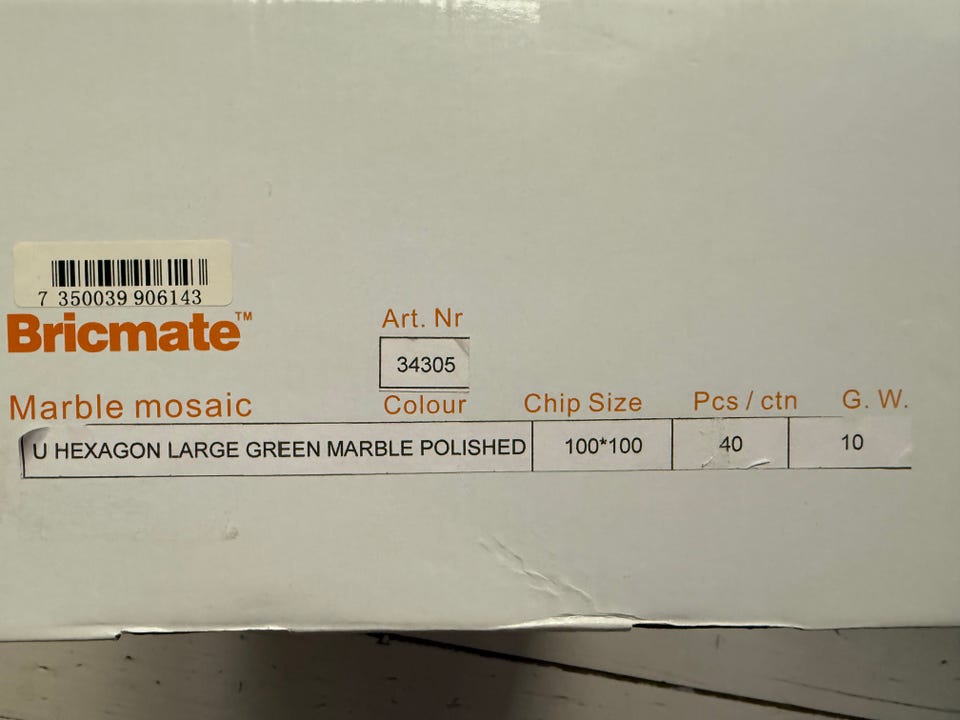 7 350039 906143
Bricmate™
Art. Nr
34305
Marble mosaic
Colour
Chip Size
Pcs / ctn
G. W.
U HEXAGON LARGE GREEN MARBLE POLISHED
100*100
40
10